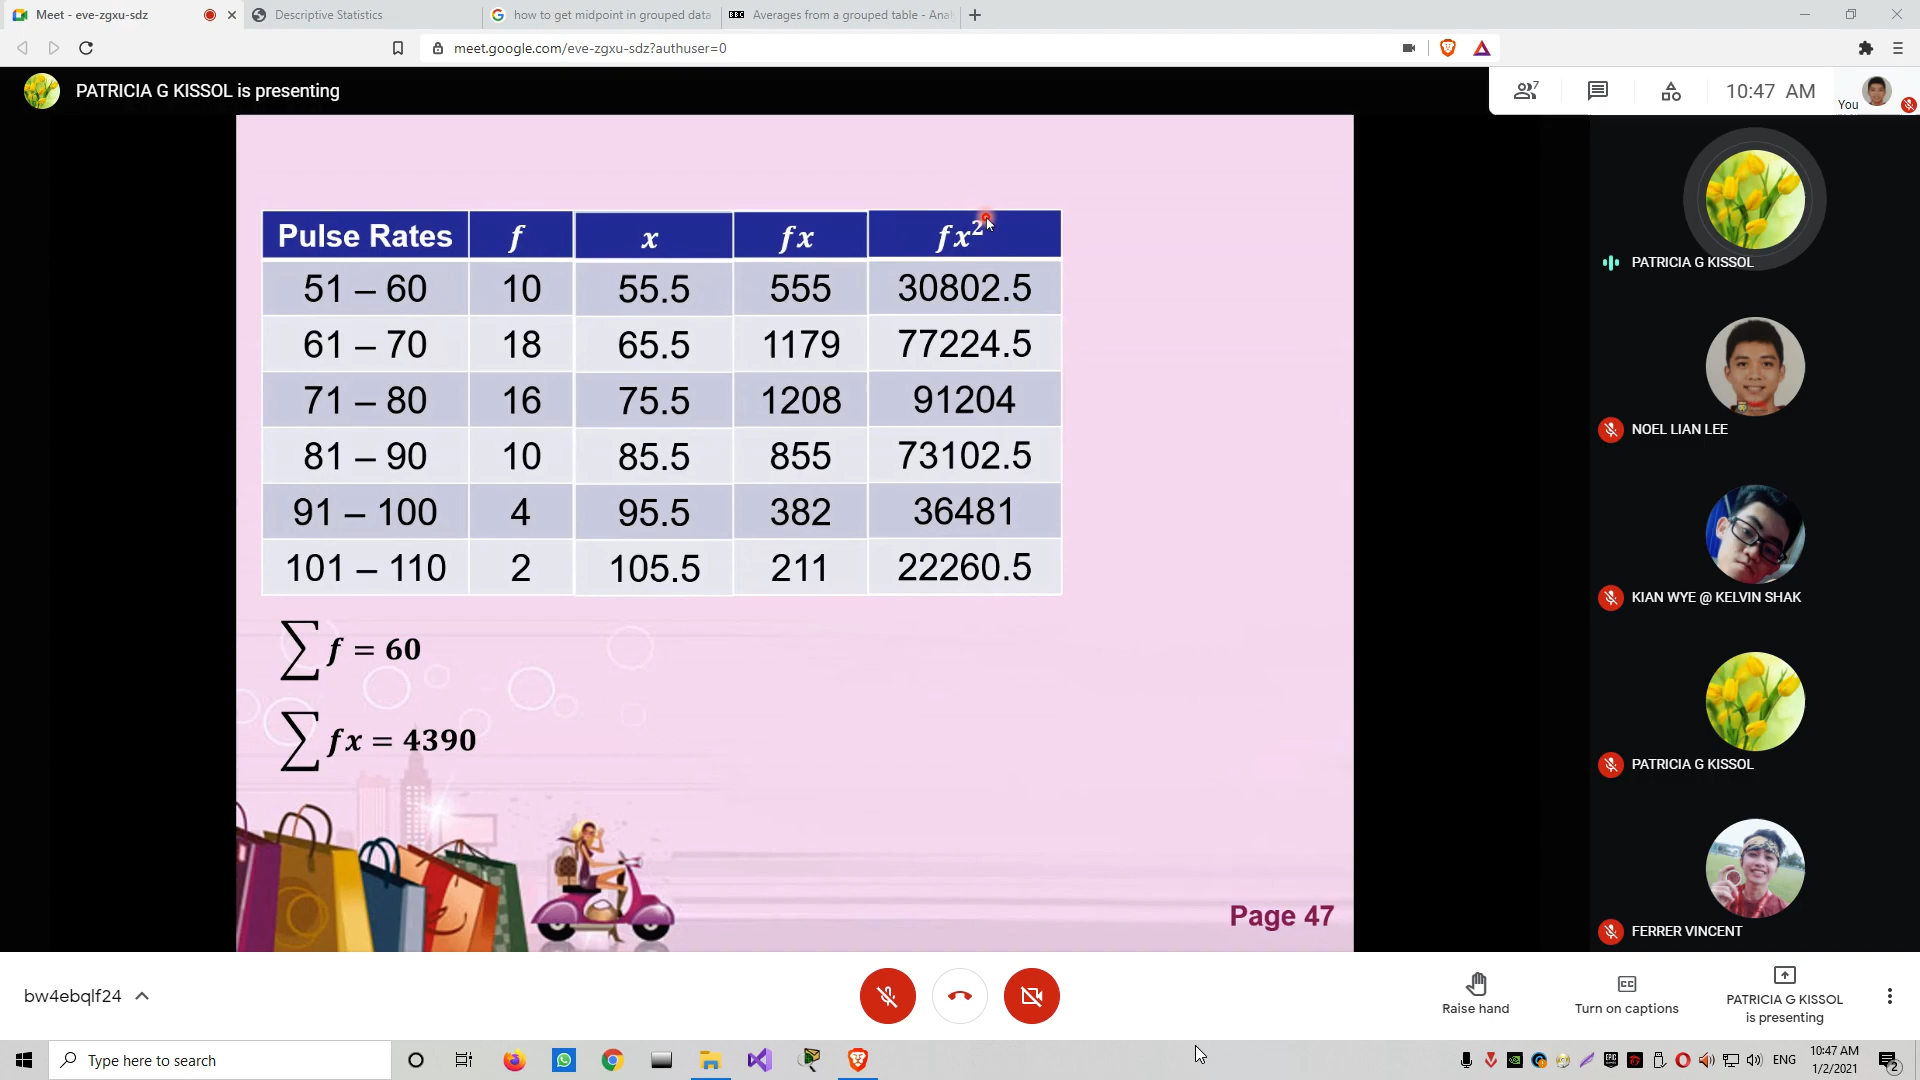 Meet - eve-zgxu-sdz
Descriptive Statistics
how to get midpoint in grouped data
Averages from a grouped table - Ana
meet.google.com/eve-zgxu-sdz?authuser=0
PATRICIA G KISSOL is presenting
7
10:47 AM
You
Pulse Rates f x fx fx²
51 – 60 10 55.5 555 30802.5
61 – 70 18 65.5 1179 77224.5
71 – 80 16 75.5 1208 91204
81 – 90 10 85.5 855 73102.5
91 – 100 4 95.5 382 36481
101 – 110 2 105.5 211 22260.5
∑ f = 60
∑ fx = 4390
Page 47
PATRICIA G KISSOL
NOEL LIAN LEE
KIAN WYE @ KELVIN SHAK
PATRICIA G KISSOL
FERRER VINCENT
bw4ebqlf24
Raise hand
Turn on captions
PATRICIA G KISSOL
is presenting
Type here to search
ENG
10:47 AM
1/2/2021
2